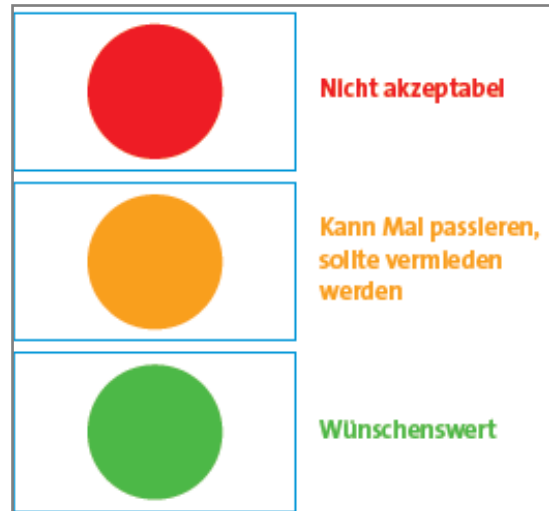 Nicht akzeptabel
Kann Mal passieren,
sollte vermieden
werden
Wünschenswert